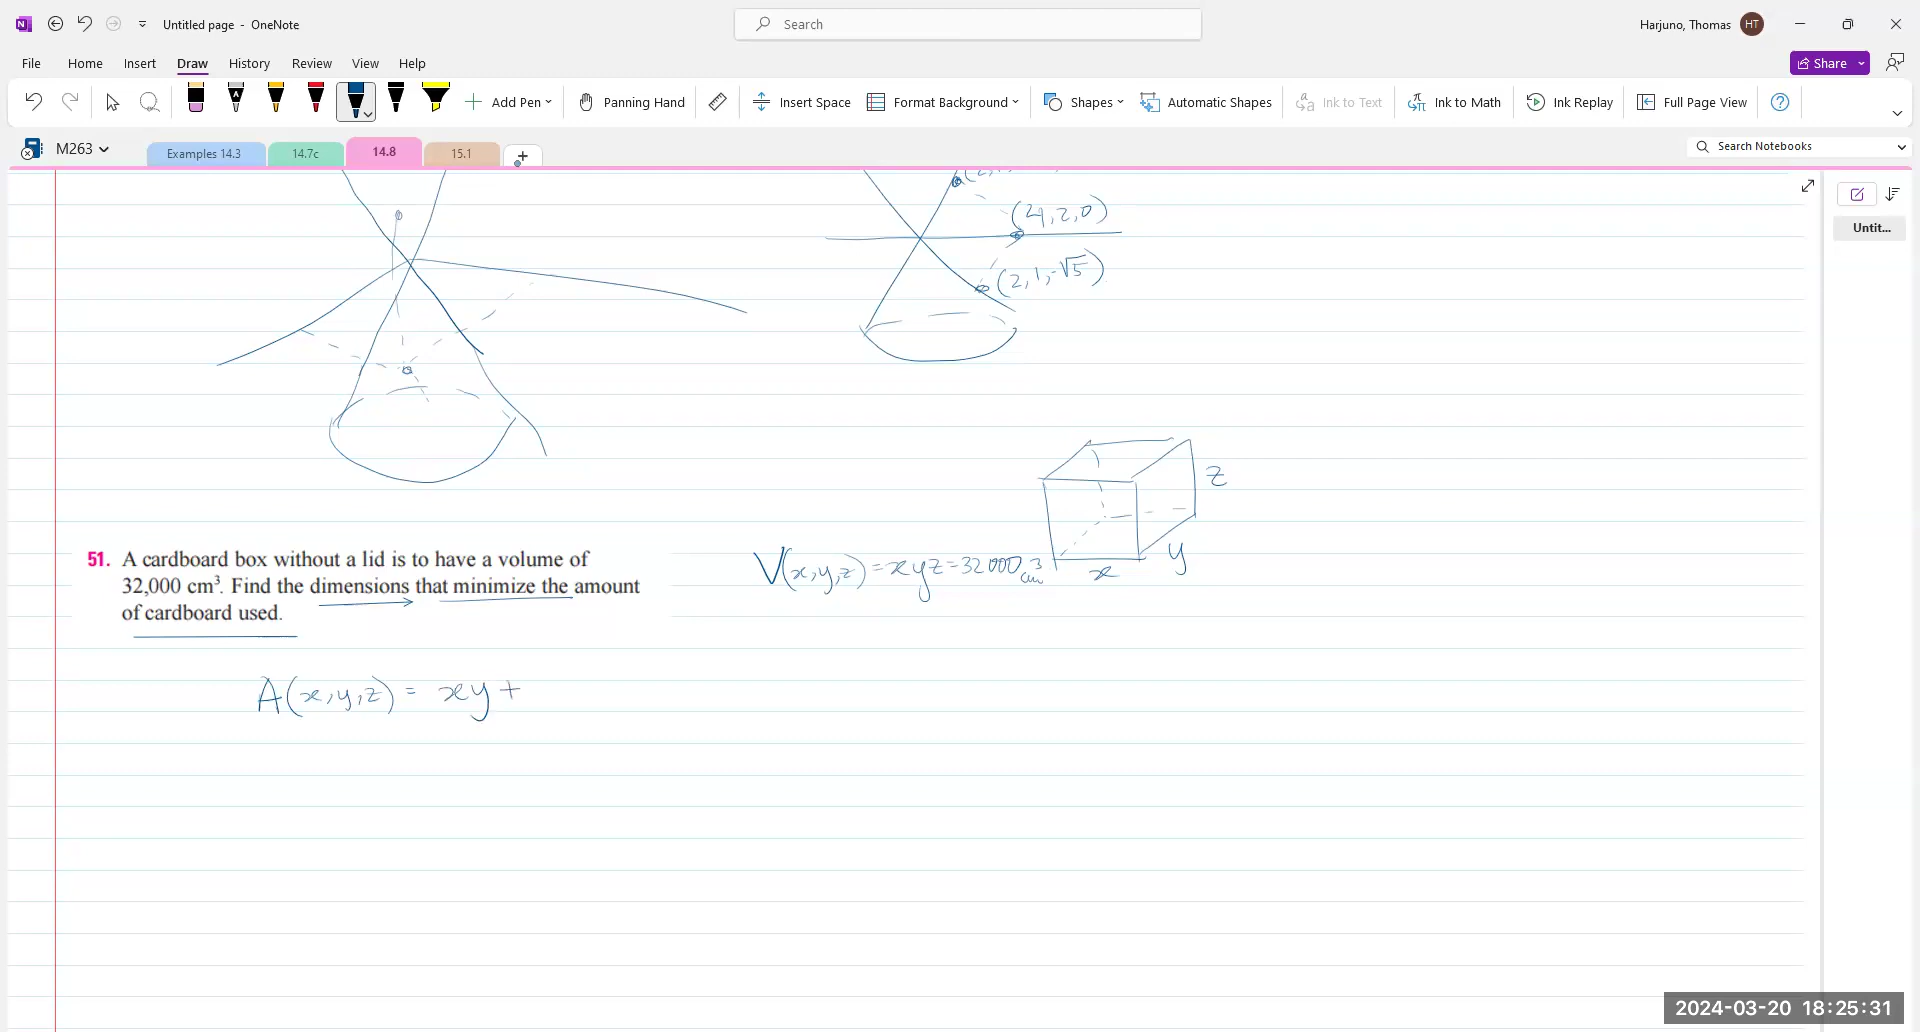 Untitled page - OneNote
Search
Harjuno, Thomas HT
File Home Insert Draw History Review View Help
Share
Add Pen Panning Hand Insert Space Format Background Shapes Automatic Shapes Ink to Text Ink to Math Ink Replay Full Page View
M263 Examples 14.3 14.7c 14.8 15.1 + Search Notebooks
Untit...
(4,2,0)
(2,1,-√5)
z
y
x
51. A cardboard box without a lid is to have a volume of
32,000 cm³. Find the dimensions that minimize the amount
of cardboard used.
V(x,y,z) = xyz = 32000 cm³
A(x,y,z) = xy +
2024-03-20 18:25:31